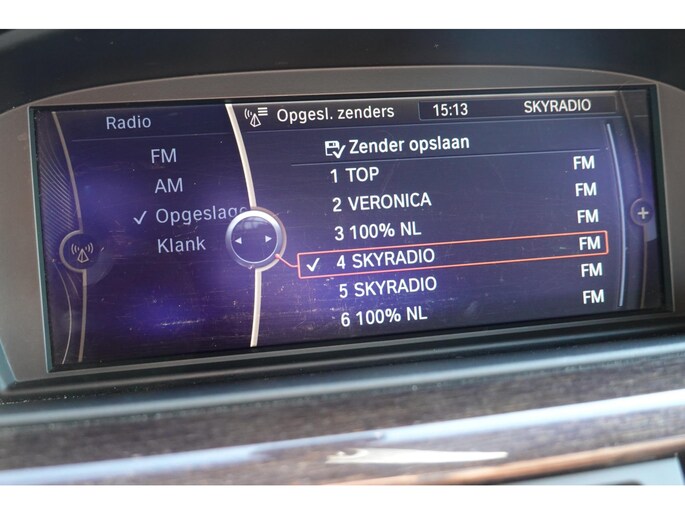 Opgesl. zenders 15:13 SKYRADIO
Radio
FM
AM
✓ Opgeslage
Klank
Zender opslaan
1 TOP FM
2 VERONICA FM
3 100% NL FM
✓ 4 SKYRADIO FM
5 SKYRADIO FM
6 100% NL FM
+